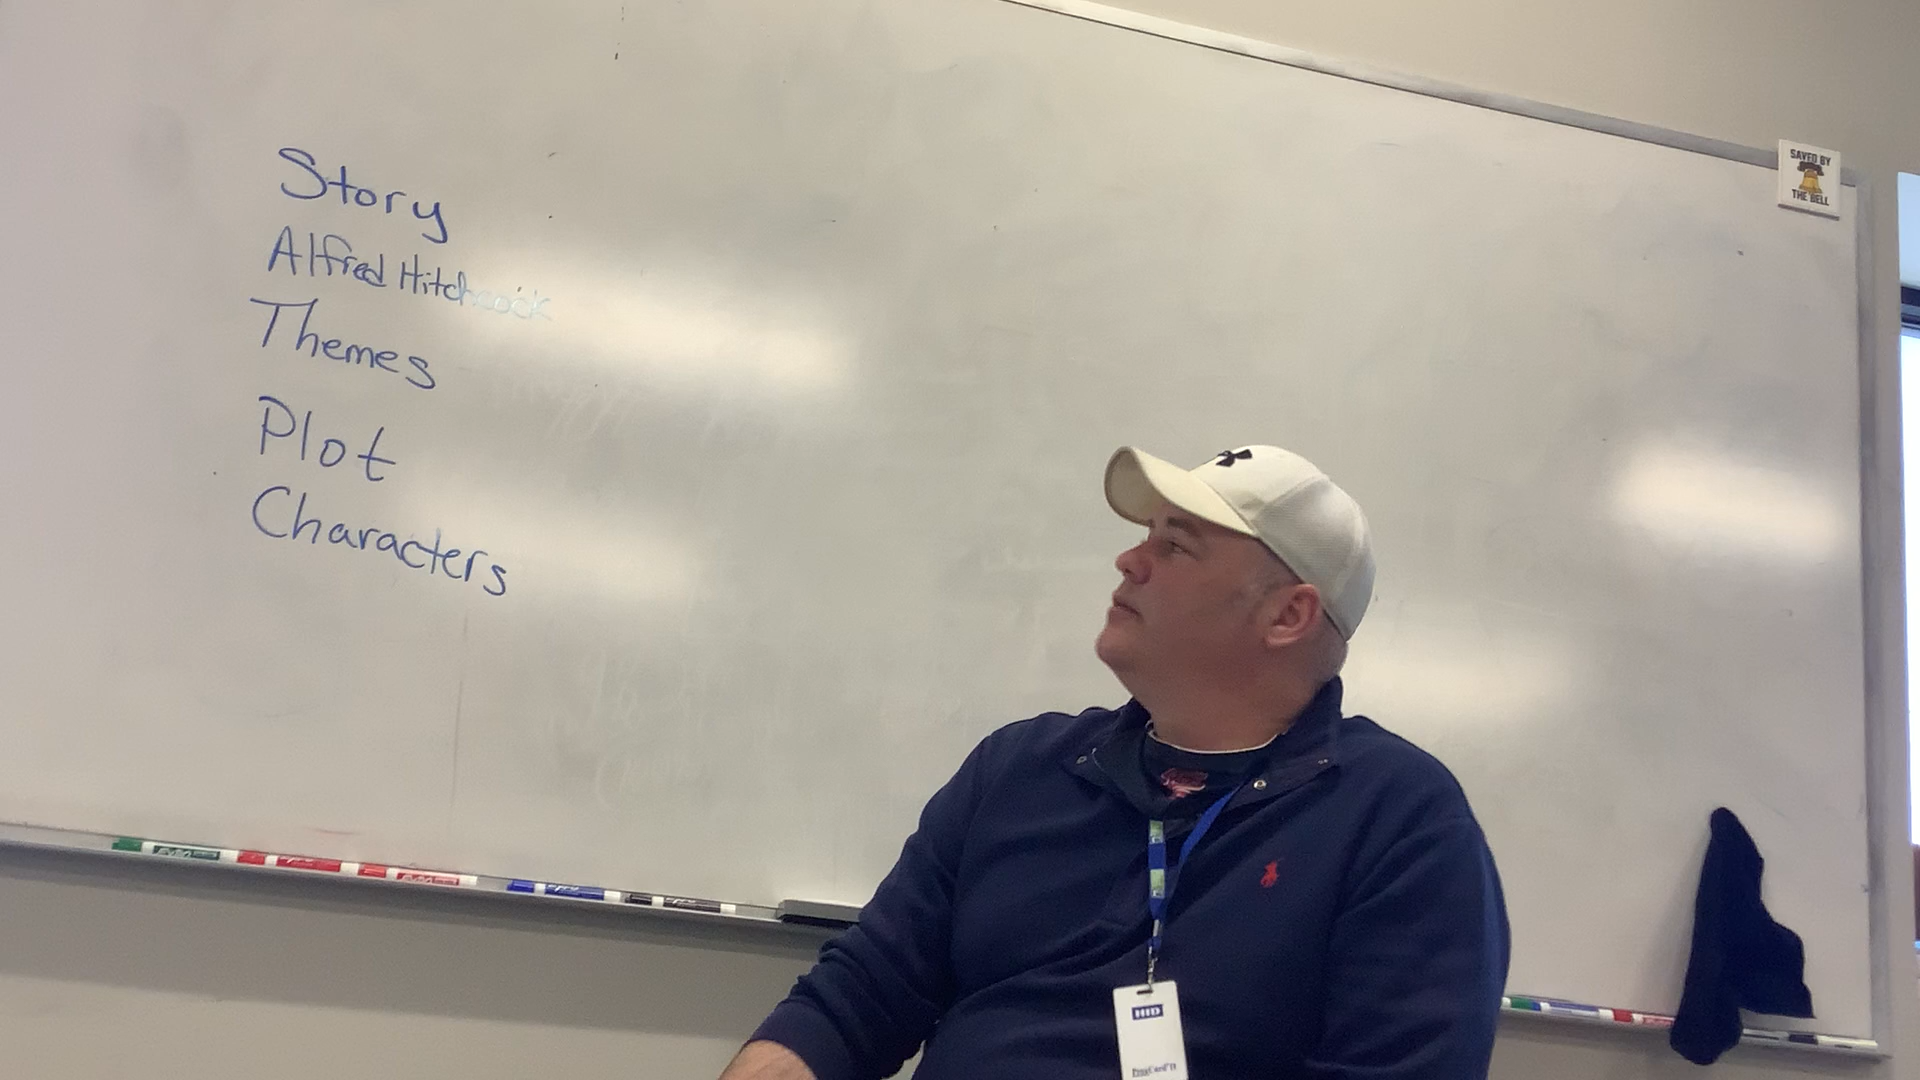 Story
Alfred Hitchcock
Themes
Plot
Characters
SAVED BY
THE BELL
HID